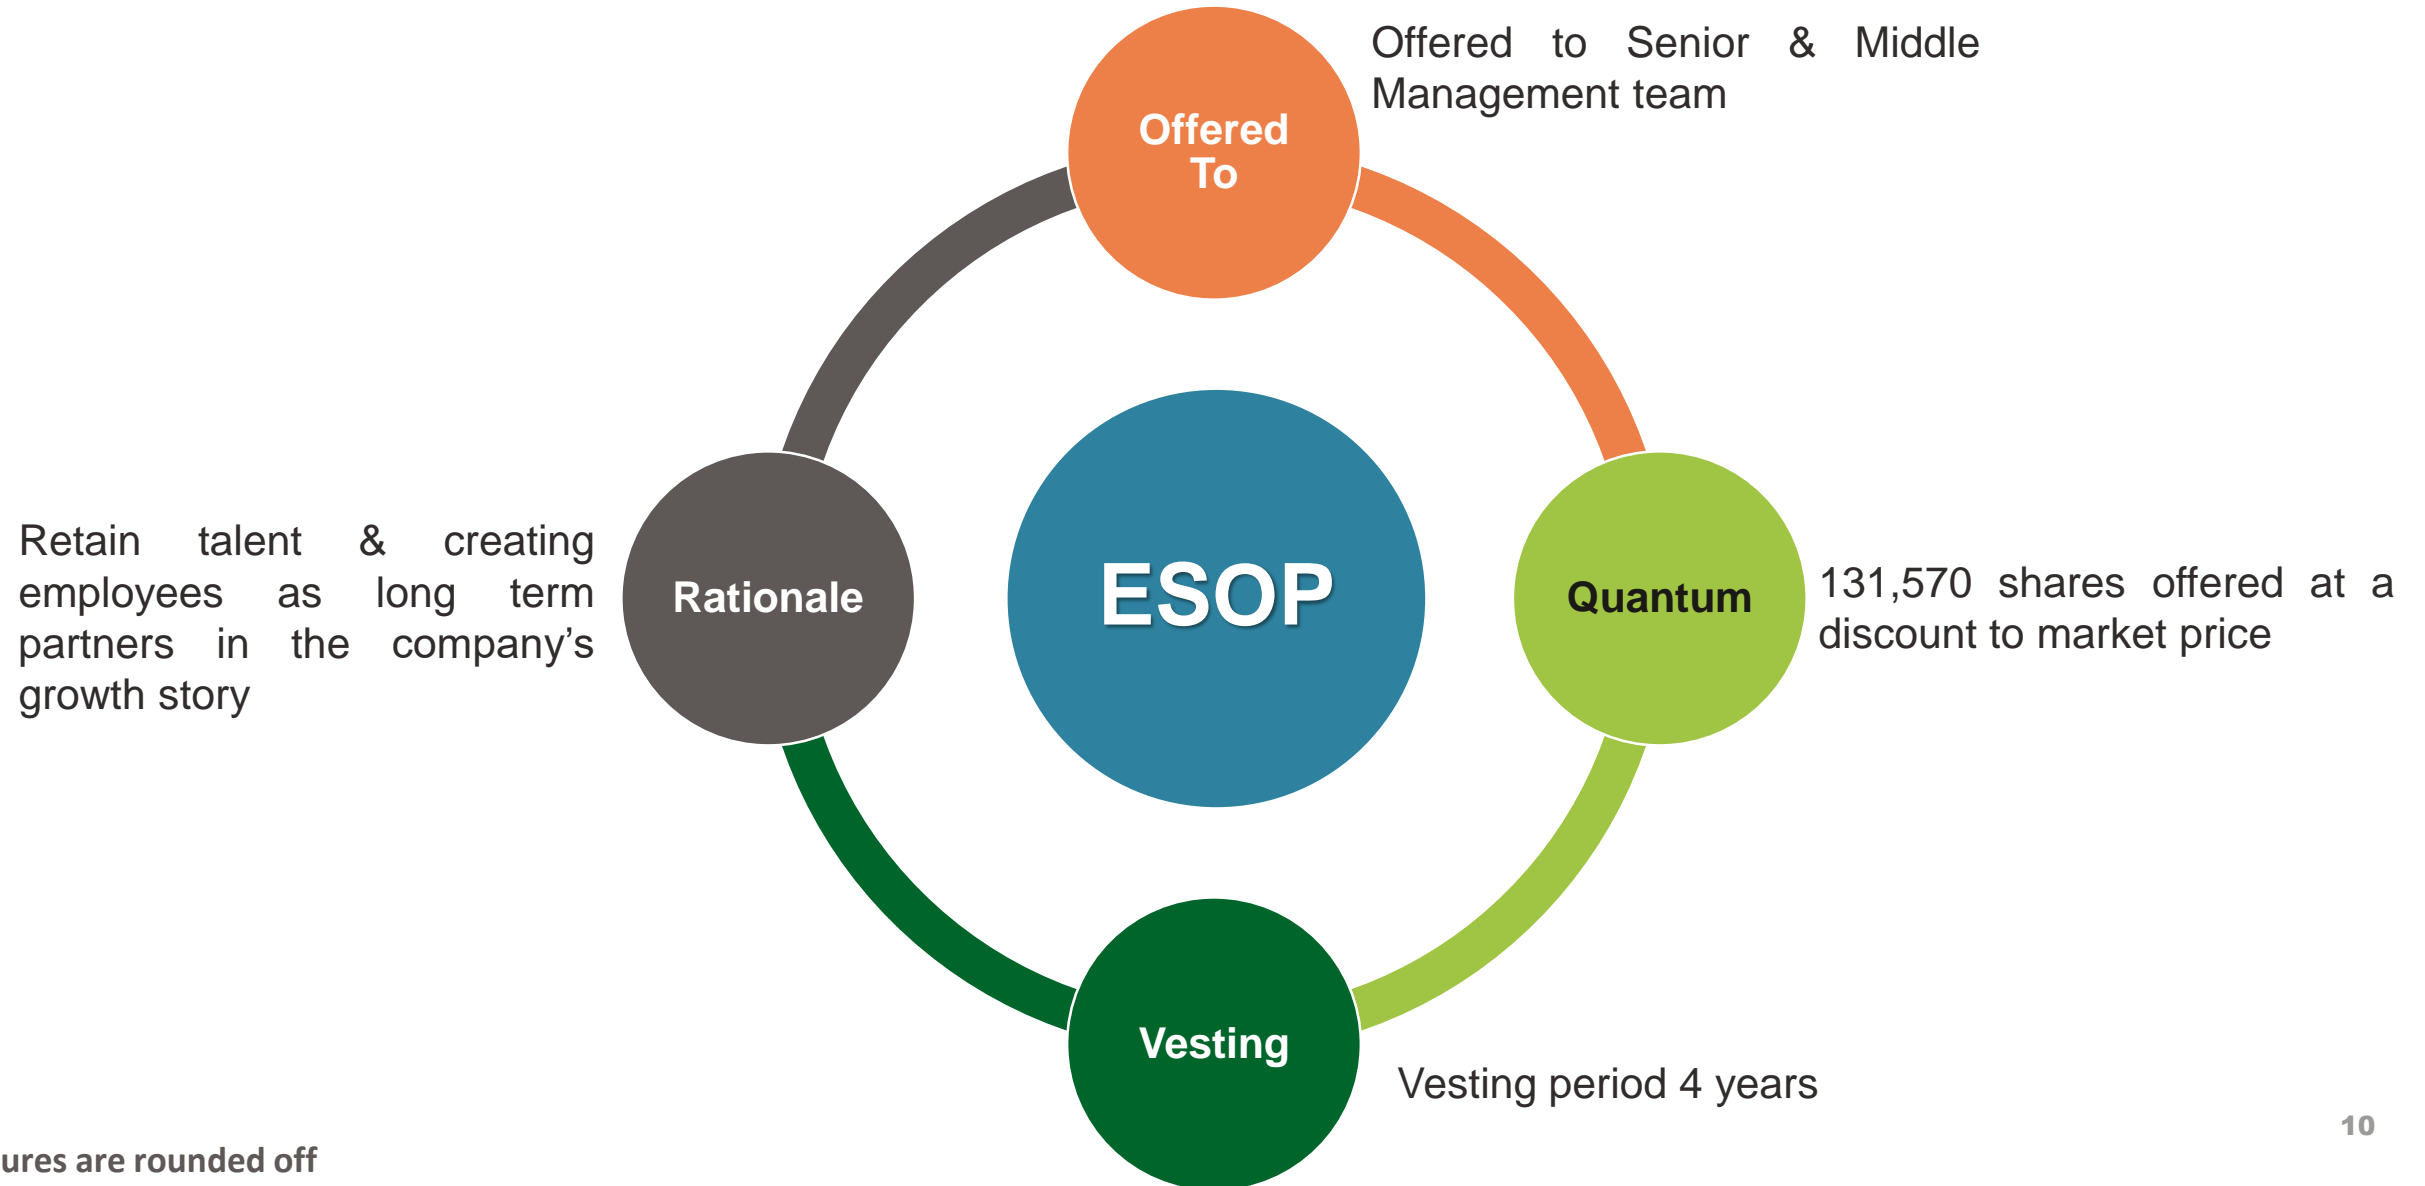 Offered to Senior & Middle
Management team
Offered
To
Retain talent & creating
employees as long term
partners in the company’s
growth story
Rationale
ESOP
Quantum
131,570 shares offered at a
discount to market price
Vesting
Vesting period 4 years
10
ures are rounded off